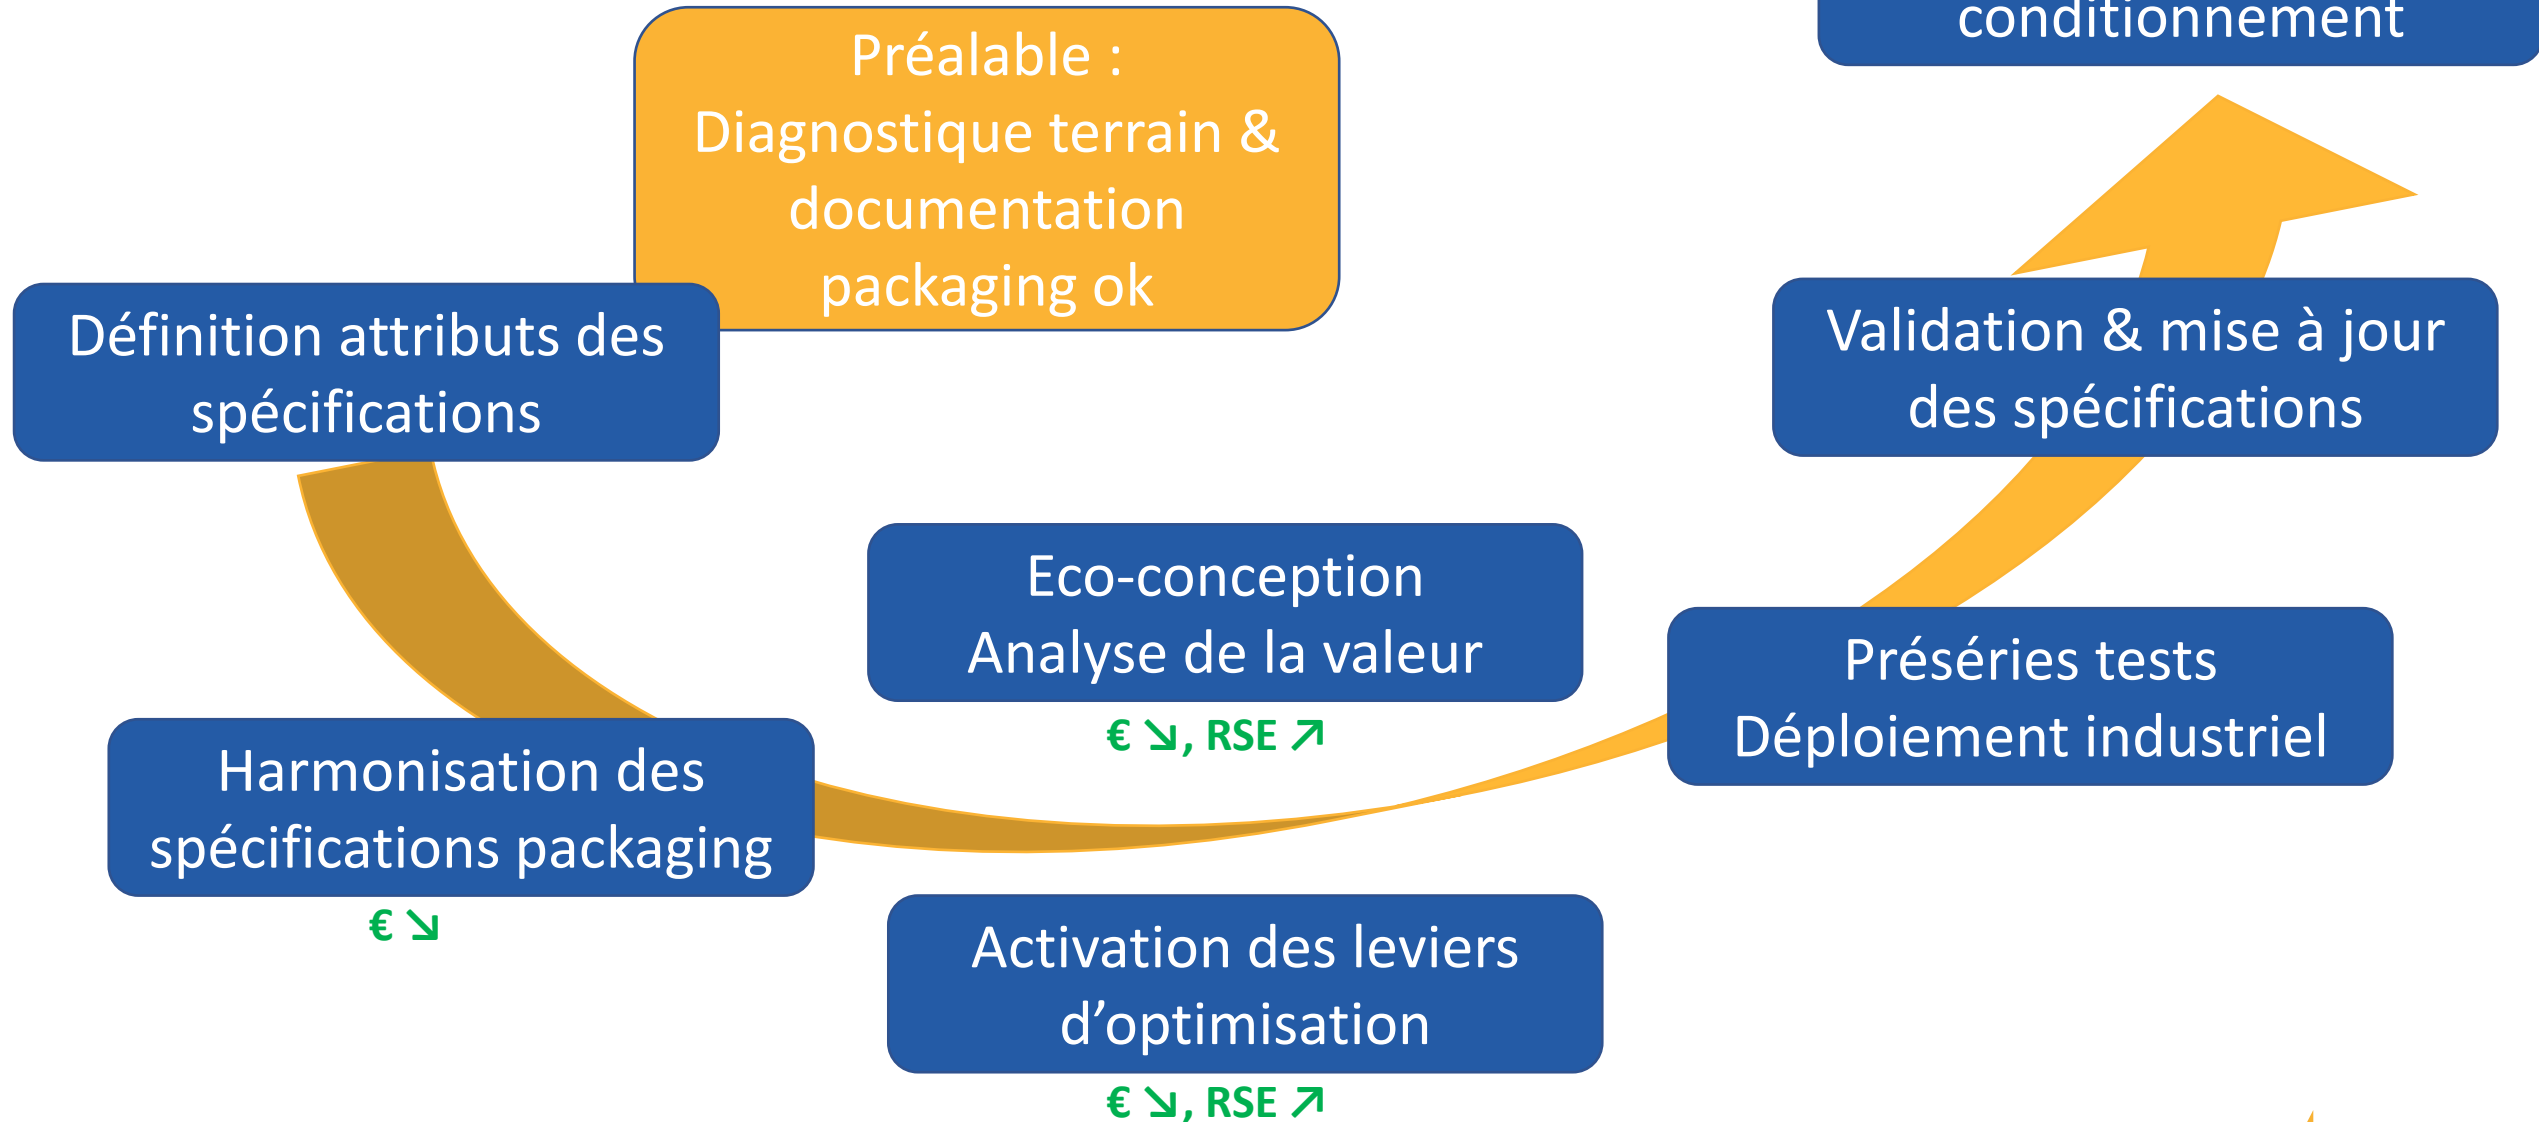 Préalable :
Diagnostique terrain &
documentation
packaging ok
Définition attributs des
spécifications
Harmonisation des
spécifications packaging
€ ↘
Eco-conception
Analyse de la valeur
€ ↘, RSE ↗
Activation des leviers
d’optimisation
€ ↘, RSE ↗
Préséries tests
Déploiement industriel
Validation & mise à jour
des spécifications
conditionnement